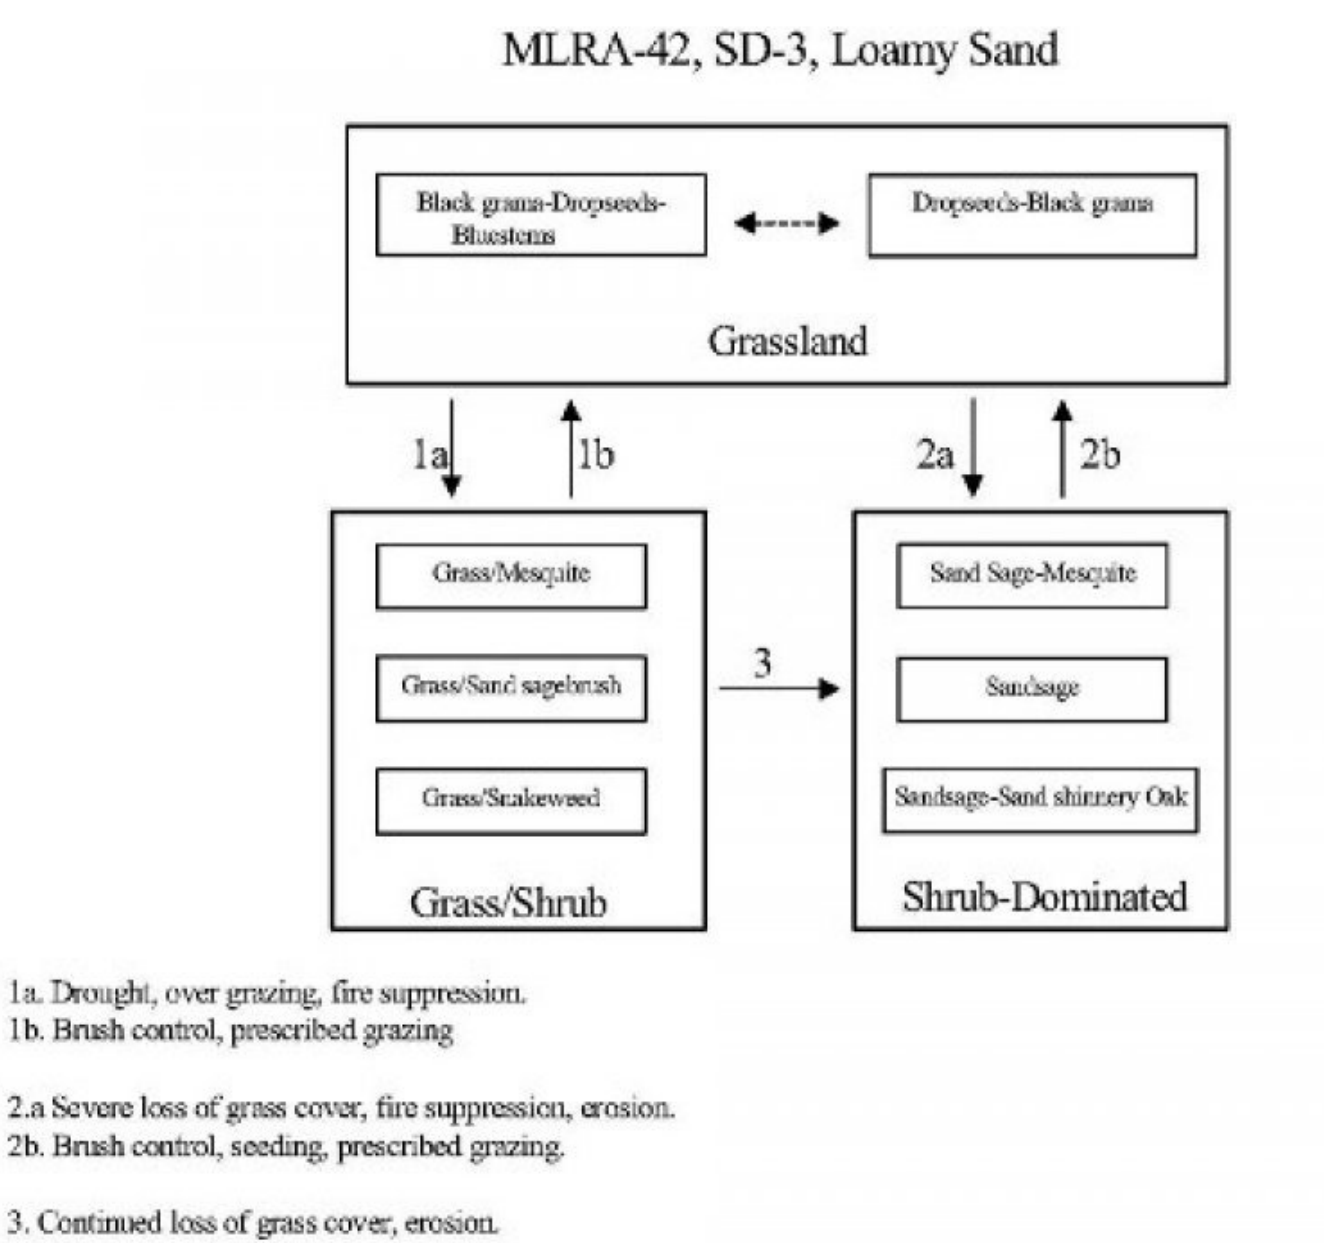 MLRA-42, SD-3, Loamy Sand
Black grama-Dropseeds-
Bluestems
Dropseeds-Black grama
Grassland
1a
1b
2a
2b
Grass/Mesquite
Grass/Sand sagebrush
Grass/Snakeweed
Grass/Shrub
3
Sand Sage-Mesquite
Sandsage
Sandsage-Sand shinnery Oak
Shrub-Dominated
1a. Drought, over grazing, fire suppression.
1b. Brush control, prescribed grazing
2.a Severe loss of grass cover, fire suppression, erosion.
2b. Brush control, seeding, prescribed grazing.
3. Continued loss of grass cover, erosion.